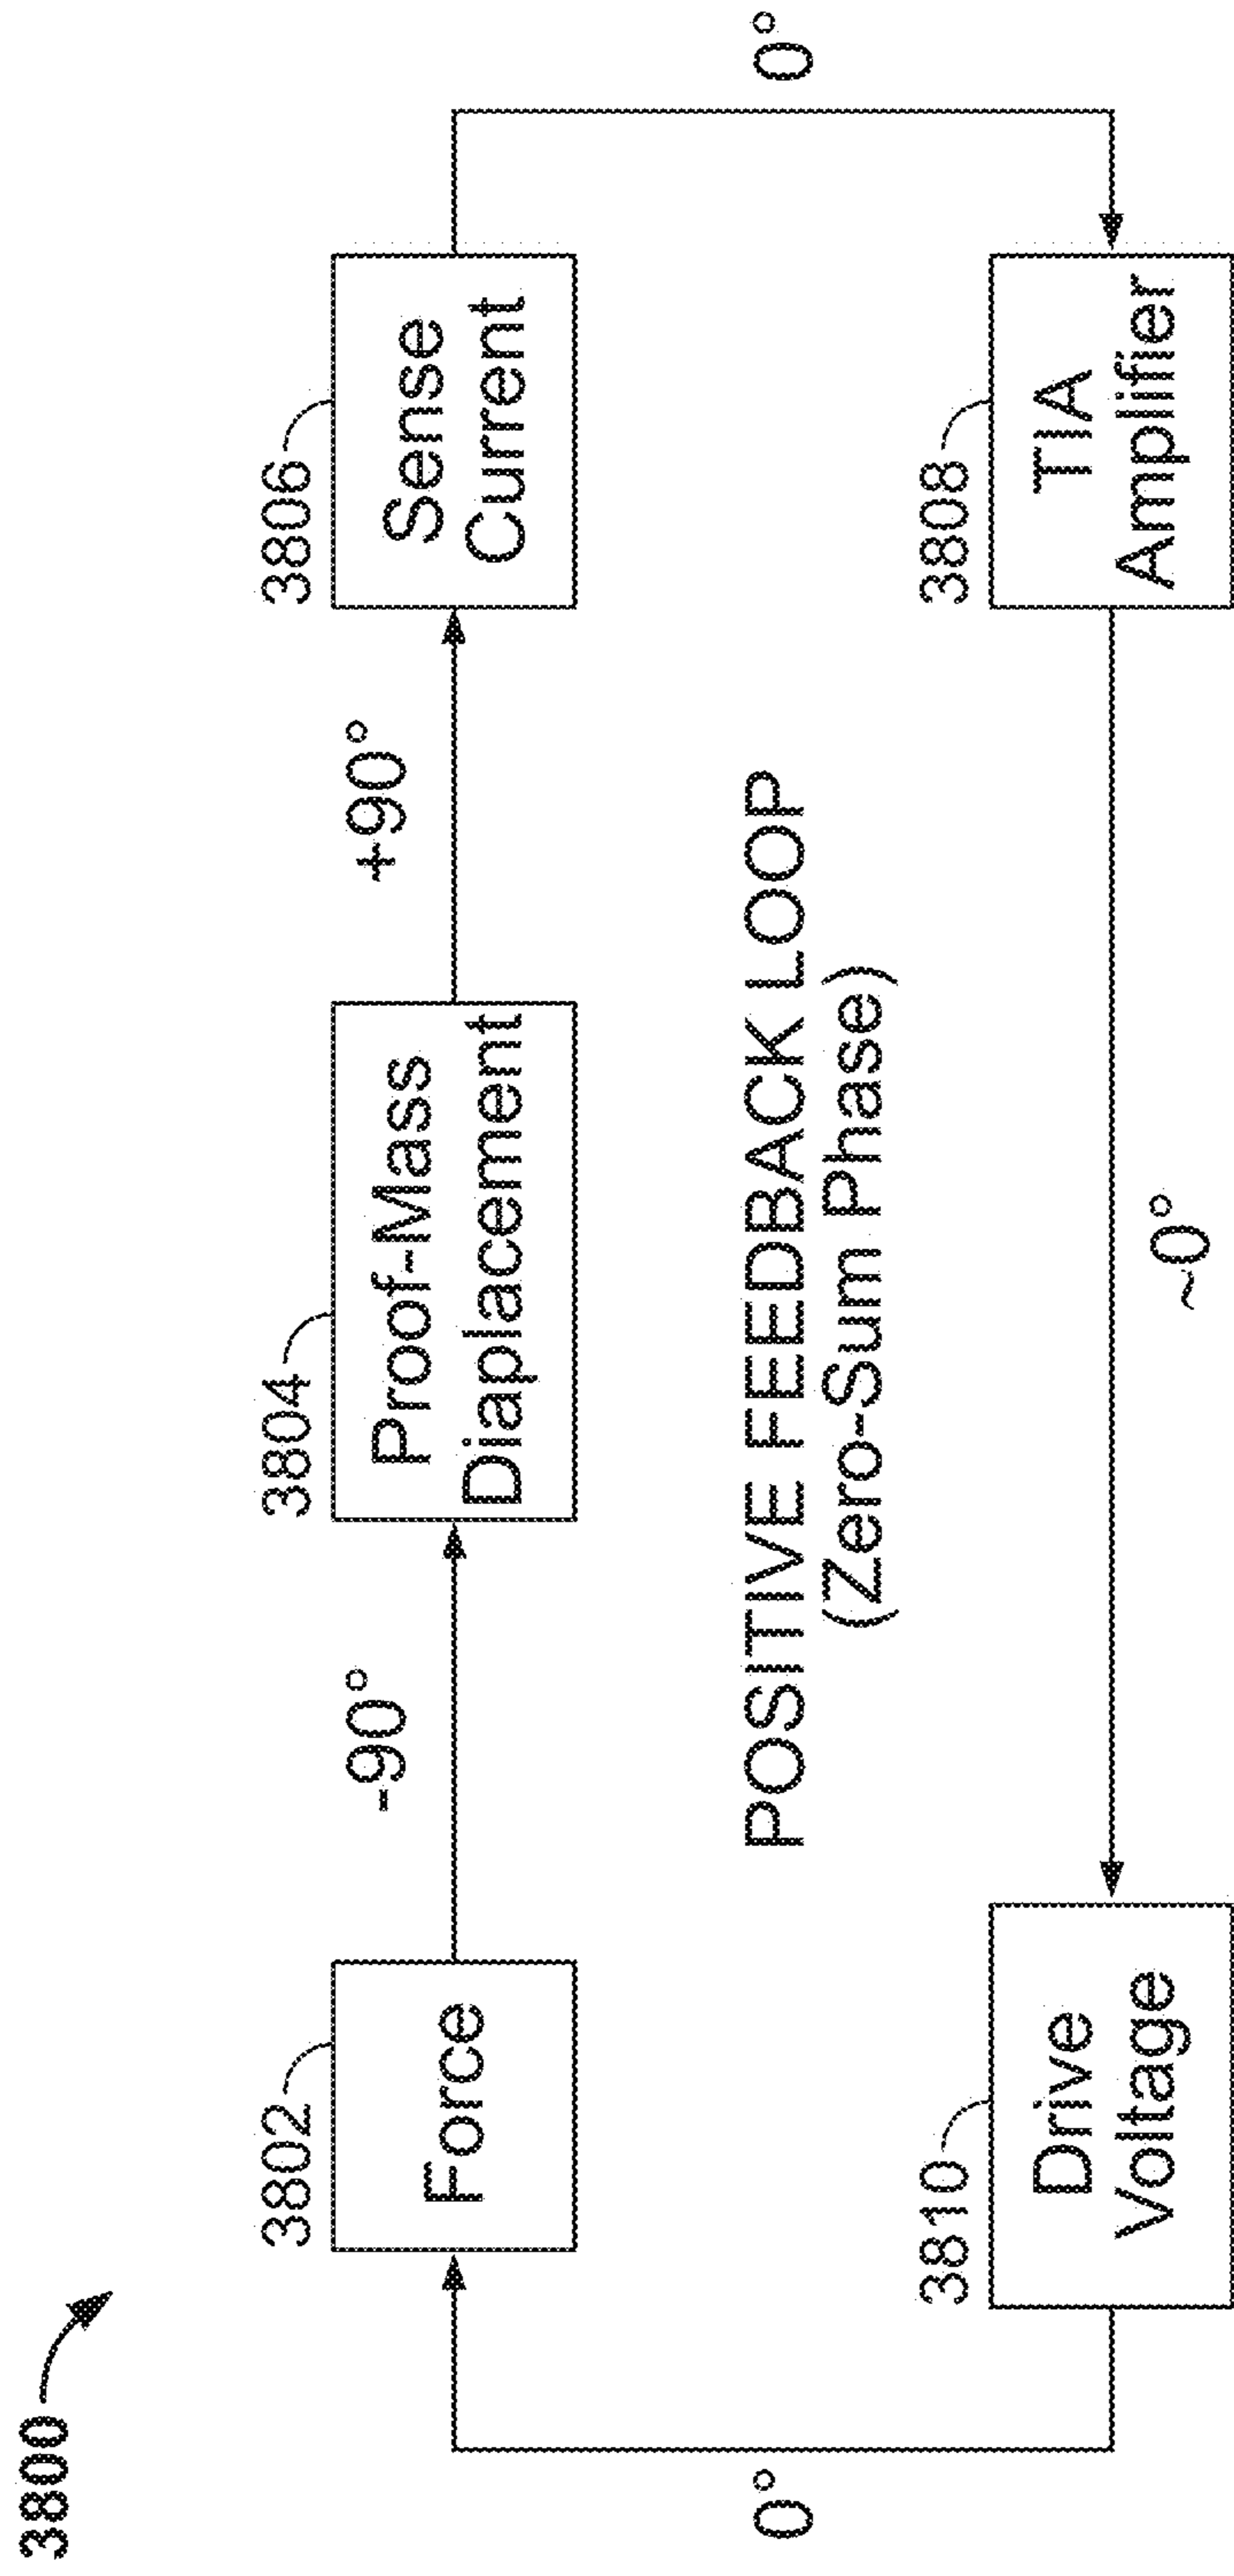 3800
3802
Force
-90°
3804
Proof-Mass
Diaplacement
+90°
3806
Sense
Current
0°
POSITIVE FEEDBACK LOOP
(Zero-Sum Phase)
0°
3810
Drive
Voltage
~0°
3808
TIA
Amplifier